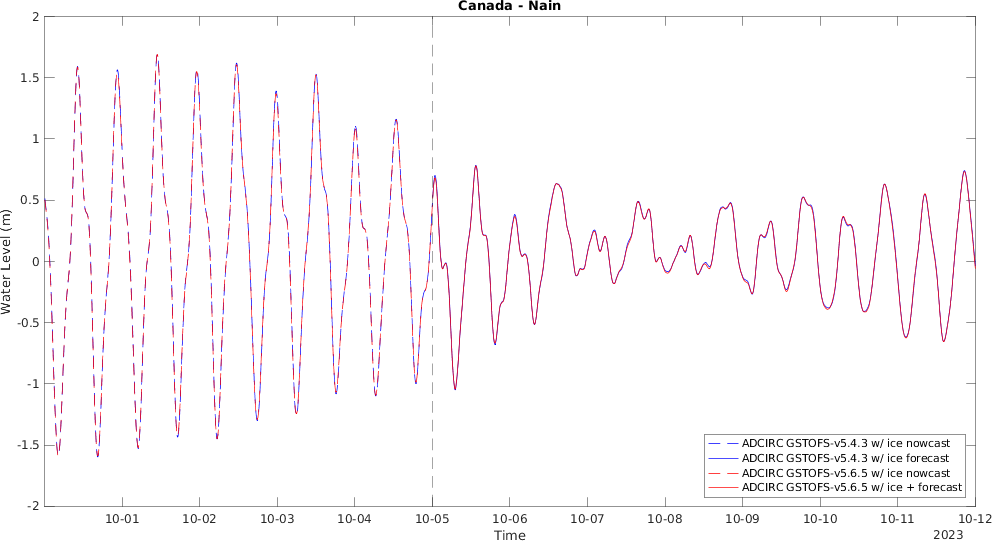 Canada - Nain
2
1.5
1
0.5
0
-0.5
-1
-1.5
-2
Water Level (m)
ADCIRC GSTOFS-v5.4.3 w/ ice nowcast
ADCIRC GSTOFS-v5.4.3 w/ ice forecast
ADCIRC GSTOFS-v5.6.5 w/ ice nowcast
ADCIRC GSTOFS-v5.6.5 w/ ice + forecast
10-01 10-02 10-03 10-04 10-05 10-06 10-07 10-08 10-09 10-10 10-11 10-12
Time
2023